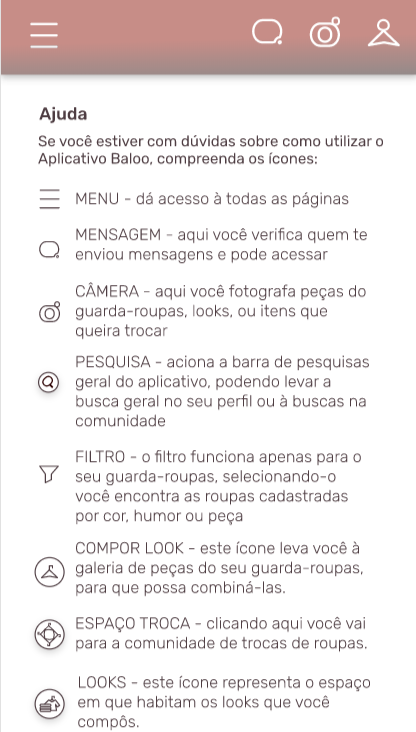 Ajuda
Se você estiver com dúvidas sobre como utilizar o
Aplicativo Baloo, compreenda os ícones:
MENU - dá acesso à todas as páginas
MENSAGEM - aqui você verifica quem te
enviou mensagens e pode acessar
CÂMERA - aqui você fotografa peças do
guarda-roupas, looks, ou itens que
queira trocar
PESQUISA - aciona a barra de pesquisas
geral do aplicativo, podendo levar a
busca geral no seu perfil ou à buscas na
comunidade
FILTRO - o filtro funciona apenas para o
seu guarda-roupas, selecionando-o
você encontra as roupas cadastradas
por cor, humor ou peça
COMPOR LOOK - este ícone leva você à
galeria de peças do seu guarda-roupas,
para que possa combiná-las.
ESPAÇO TROCA - clicando aqui você vai
para a comunidade de trocas de roupas.
LOOKS - este ícone representa o espaço
em que habitam os looks que você
compôs.